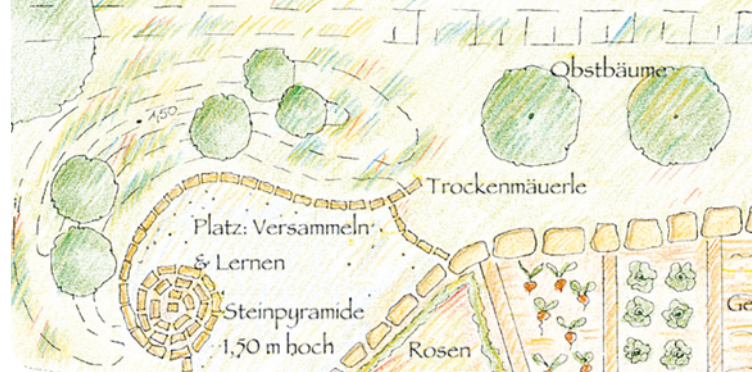 Obstbäume
1,50
Trockenmäuerle
Platz: Versammeln
& Lernen
Steinpyramide
1,50 m hoch
Rosen